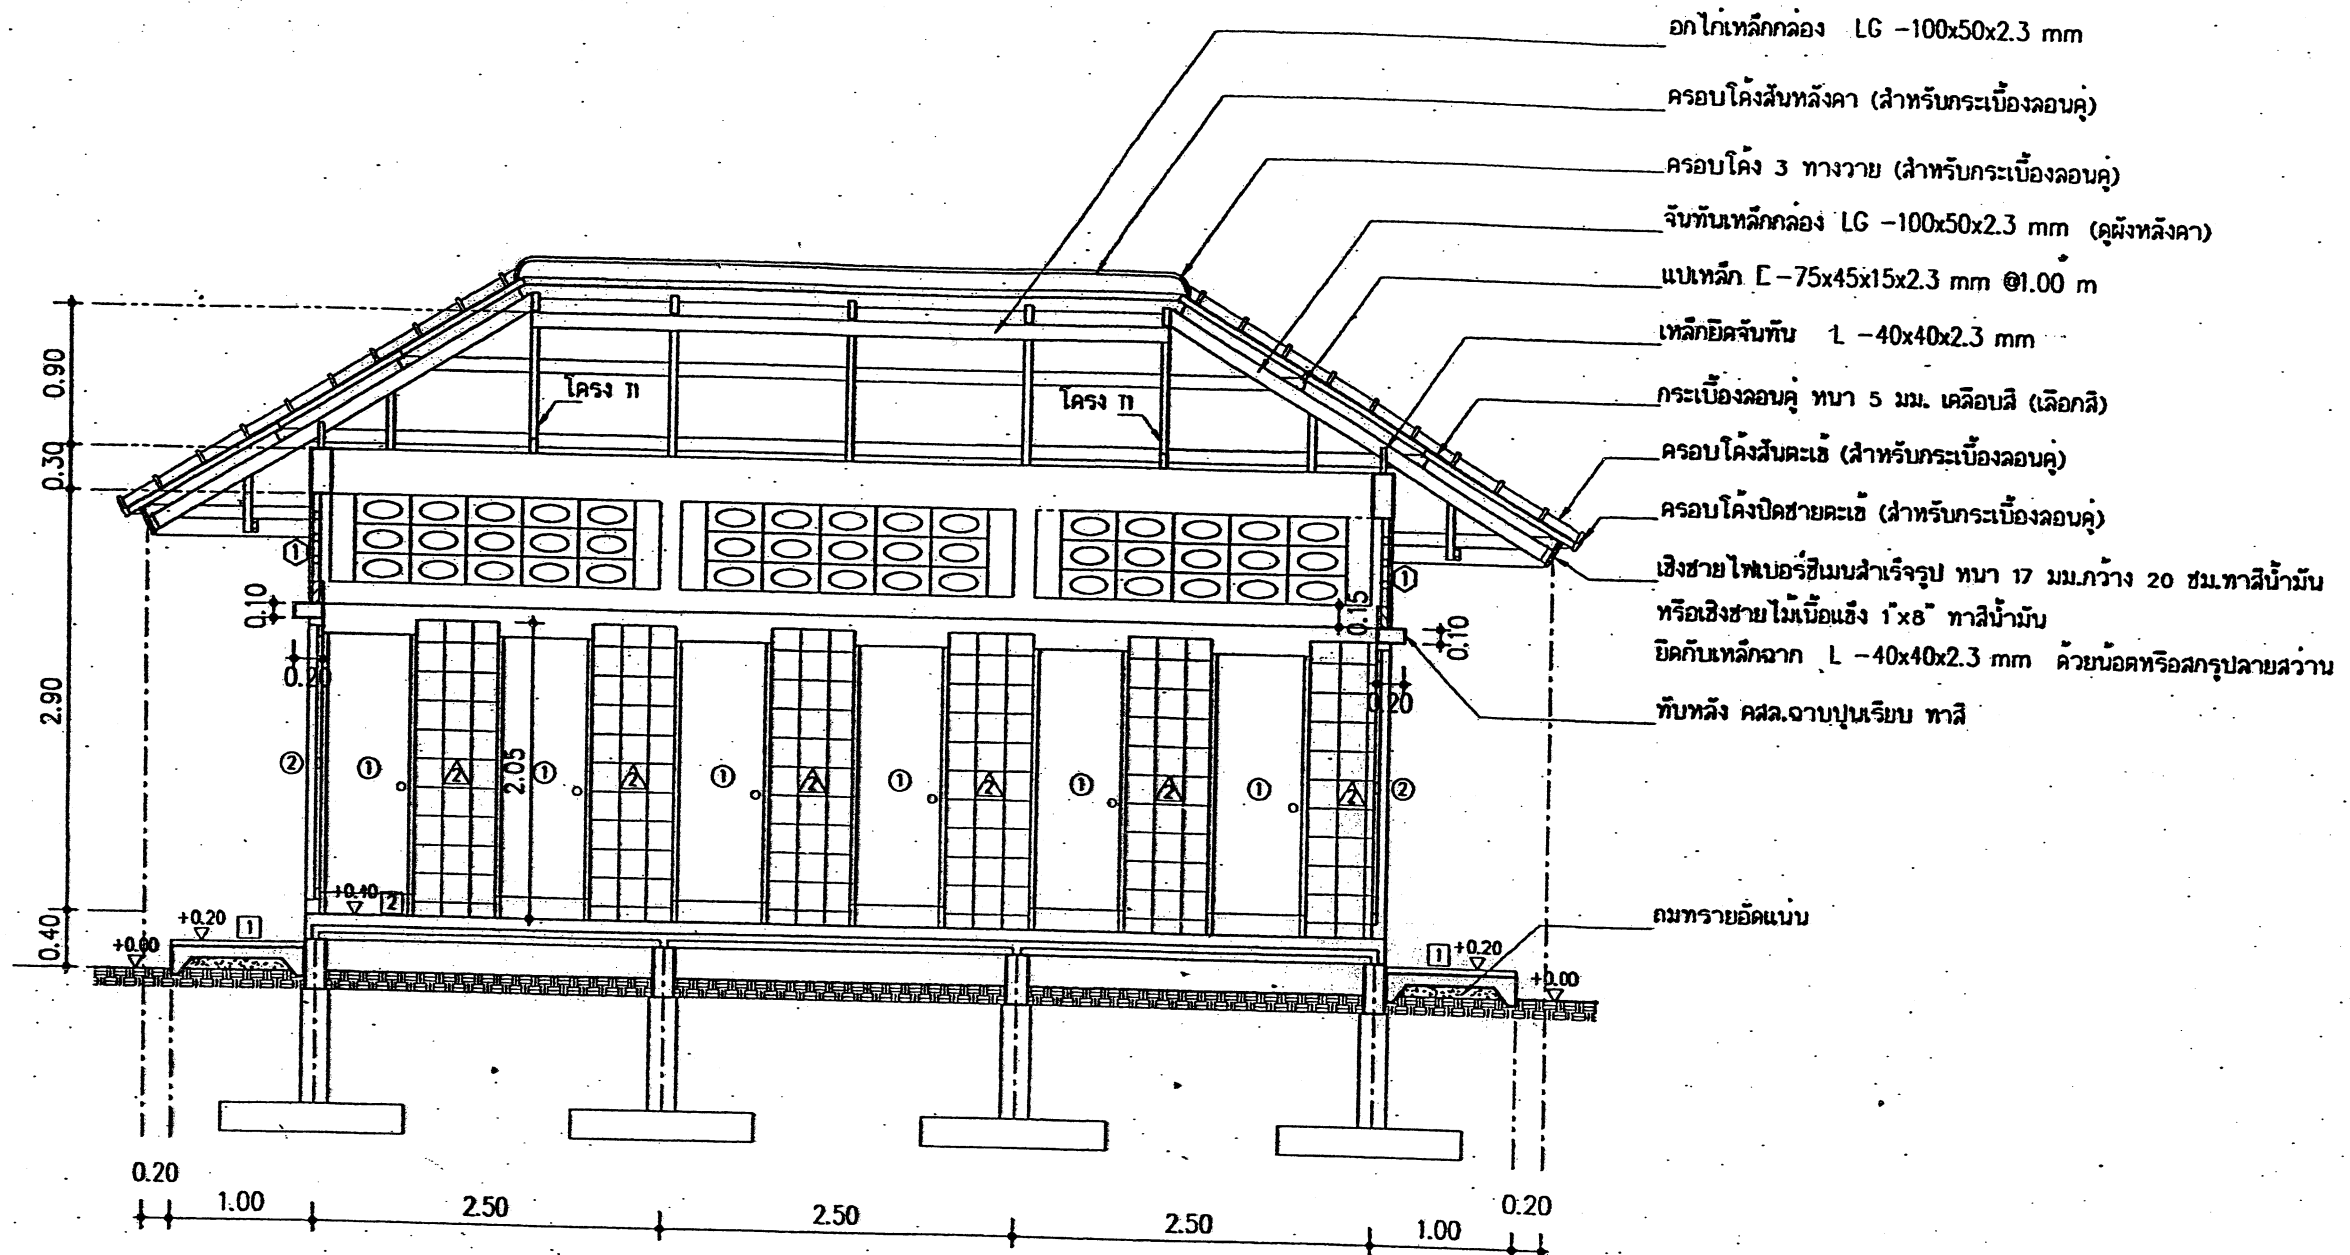 อกไก่เหล็กกล่อง LG -100x50x2.3 mm
ครอบโค้งสันหลังคา (สำหรับกระเบื้องลอนคู่)
ครอบโค้ง 3 ทางวาย (สำหรับกระเบื้องลอนคู่)
จันทันเหล็กกล่อง LG -100x50x2.3 mm (ดูผังหลังคา)
แปเหล็ก C -75x45x15x2.3 mm @1.00 m
เหล็กยึดจันทัน L -40x40x2.3 mm
กระเบื้องลอนคู่ หนา 5 มม. เคลือบสี (เลือกสี)
ครอบโค้งสันตะเข้ (สำหรับกระเบื้องลอนคู่)
ครอบโค้งปิดชายตะเข้ (สำหรับกระเบื้องลอนคู่)
เชิงชายไฟเบอร์ซีเมนสำเร็จรูป หนา 17 มม.กว้าง 20 ซม.ทาสีน้ำมัน
หรือเชิงชายไม้เนื้อแข็ง 1"x8" ทาสีน้ำมัน
ยึดกับเหล็กฉาก L -40x40x2.3 mm ด้วยน้อตหรือสกรูปลายสว่าน
ทับหลัง คสล.ฉาบปูนเรียบ ทาสี
ถมทรายอัดแน่น
โครง ท โครง ท
0.90
0.30
2.90
0.40
1 1
0.10 0.15 0.10
0.20 0.20
2.05
2 1 2 1 2 1 2 1 2 1 2 1 2 2
+0.40 2
+0.20 1 1 +0.20
+0.00 +0.00
0.20 0.20
1.00 2.50 2.50 2.50 1.00